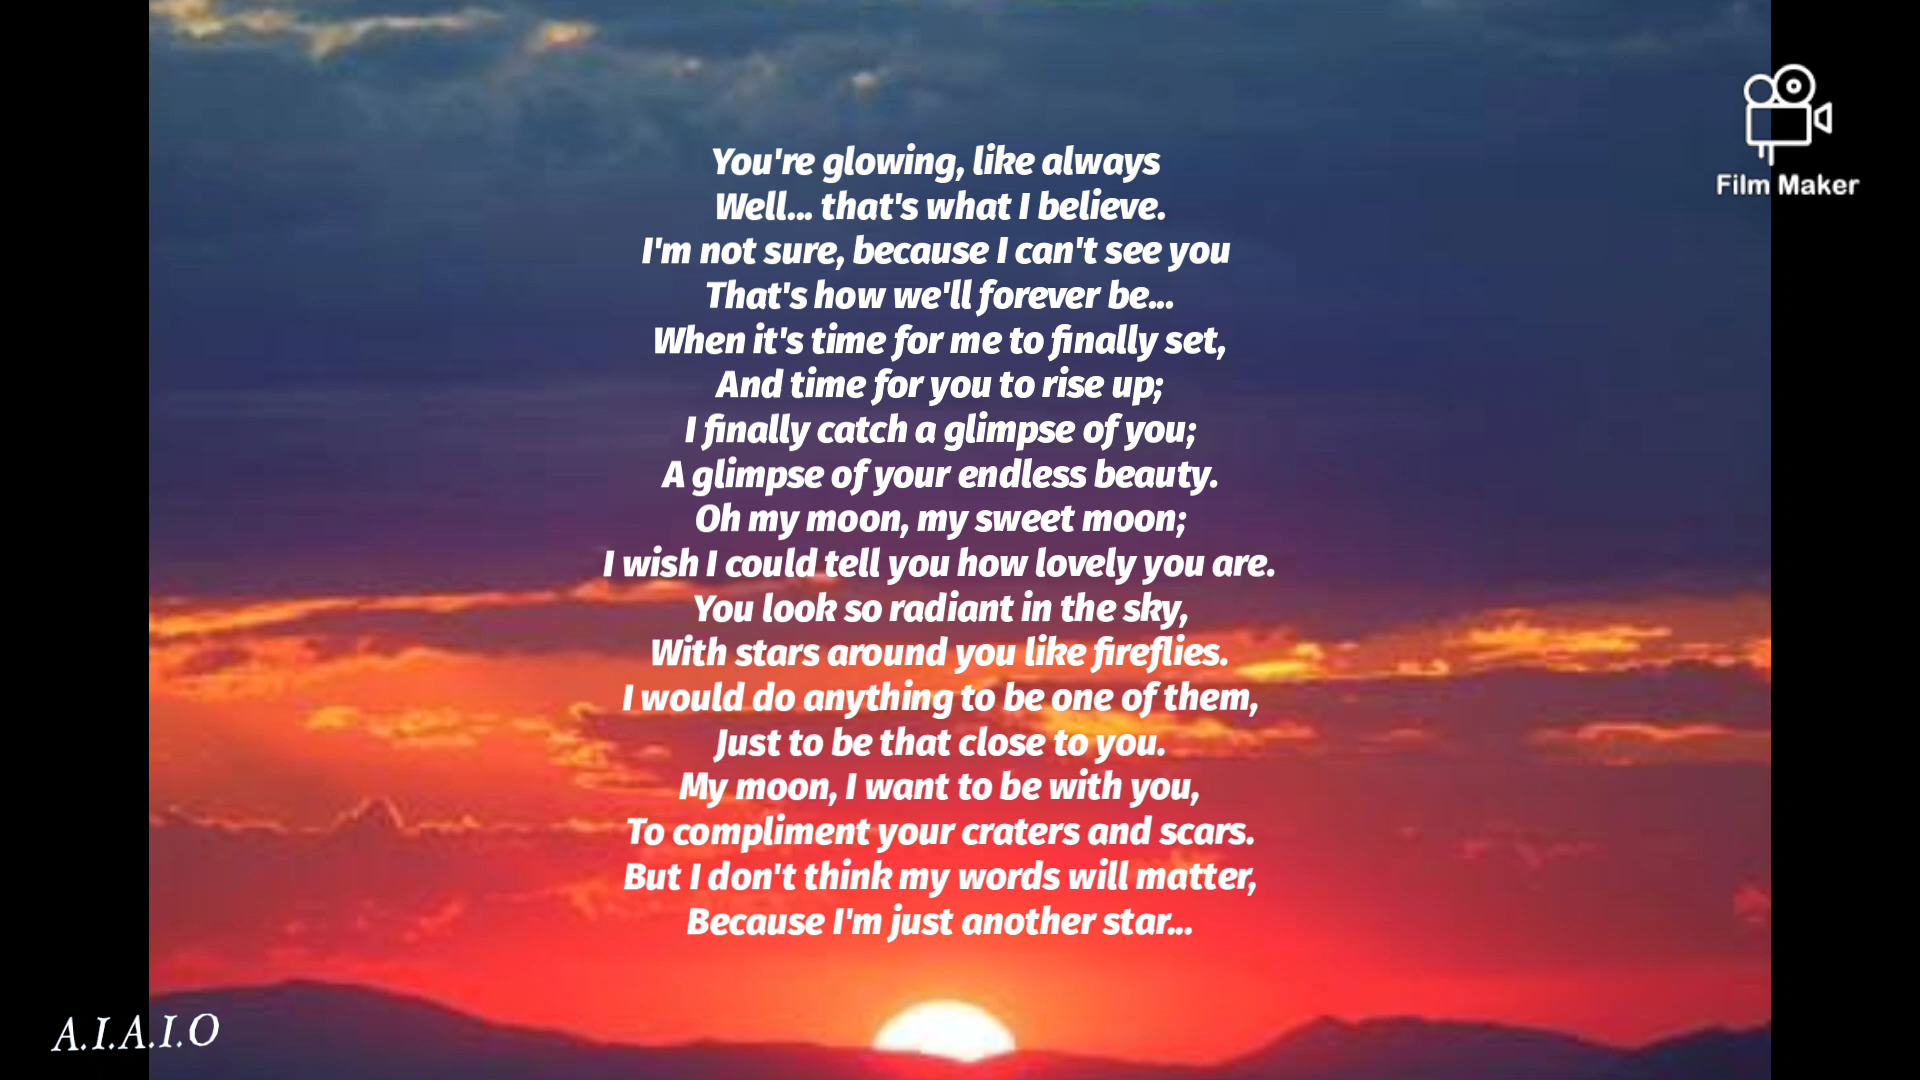 You're glowing, like always
Well... that's what I believe.
I'm not sure, because I can't see you
That's how we'll forever be...
When it's time for me to finally set,
And time for you to rise up;
I finally catch a glimpse of you;
A glimpse of your endless beauty.
Oh my moon, my sweet moon;
I wish I could tell you how lovely you are.
You look so radiant in the sky,
With stars around you like fireflies.
I would do anything to be one of them,
Just to be that close to you.
My moon, I want to be with you,
To compliment your craters and scars.
But I don't think my words will matter,
Because I'm just another star...
Film Maker
A.I.A.I.O